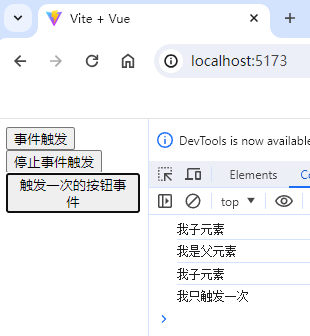 Vite + Vue
localhost:5173
事件触发
停止事件触发
触发一次的按钮事
件
DevTools is now available
Elements
Co
top
我子元素
我是父元素
我子元素
我只触发一次